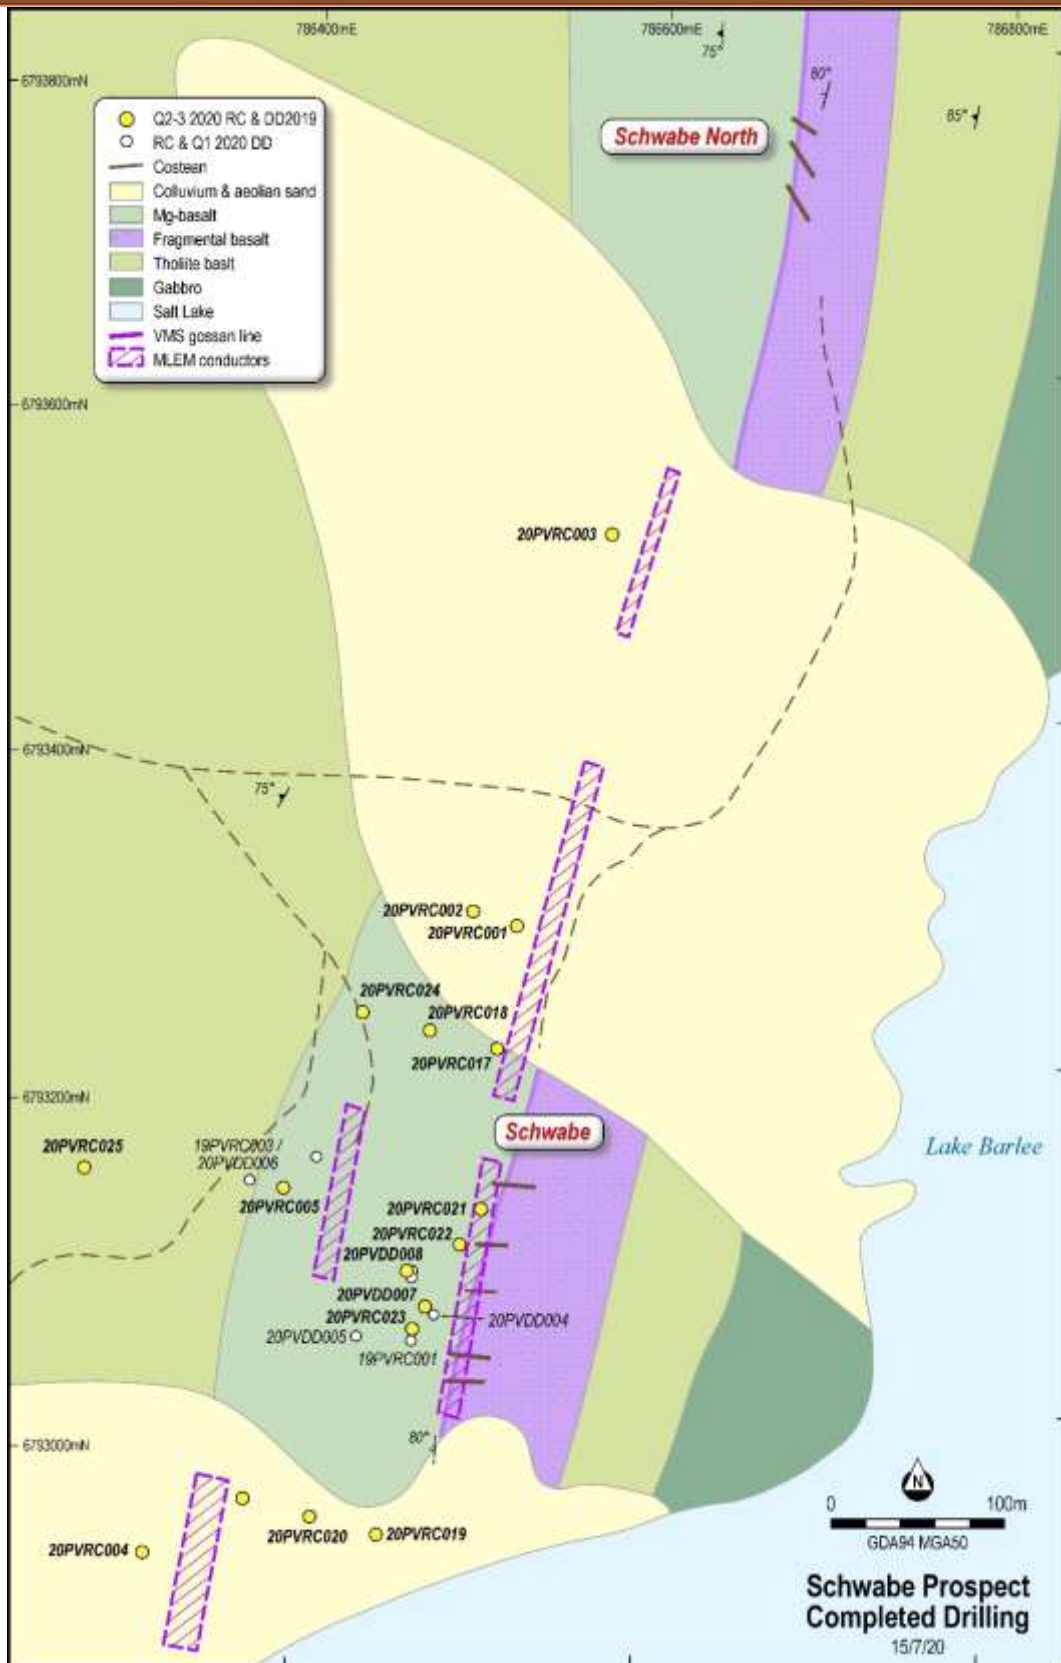 786400mE
786600mE
786800mE
75°
6793800mN
80°
85°
Q2-3 2020 RC & DD2019
RC & Q1 2020 DD
Costean
Colluvium & aeolian sand
Mg-basalt
Fragmental basalt
Tholiite baslt
Gabbro
Salt Lake
VMS gossan line
MLEM conductors
Schwabe North
6793600mN
20PVRC003
6793400mN
75°
20PVRC002
20PVRC001
20PVRC024
20PVRC018
20PVRC017
6793200mN
Schwabe
20PVRC025
19PVRC003 /
20PVDD006
Lake Barlee
20PVRC005
20PVRC021
20PVRC022
20PVDD008
20PVDD007
20PVRC023
20PVDD004
20PVDD005
19PVRC001
80°
6793000mN
N
0 100m
GDA94 MGA50
20PVRC020
20PVRC019
20PVRC004
Schwabe Prospect
Completed Drilling
15/7/20